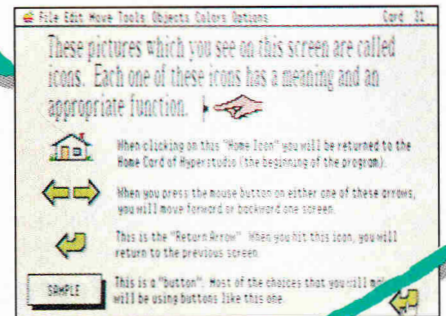 File Edit Move Tools Objects Colors Options Card 31
These pictures which you see on this screen are called
icons. Each one of these icons has a meaning and an
appropriate function.
When clicking on this "Home Icon" you will be returned to the
Home Card of Hyperstudio (the beginning of the program).
When you press the mouse button on either one of these arrows,
you will move forward or backward one screen.
This is the "Return Arrow" When you hit this icon, you will
return to the previous screen.
SAMPLE
This is a "button". Most of the choices that you will
will be using buttons like this one.